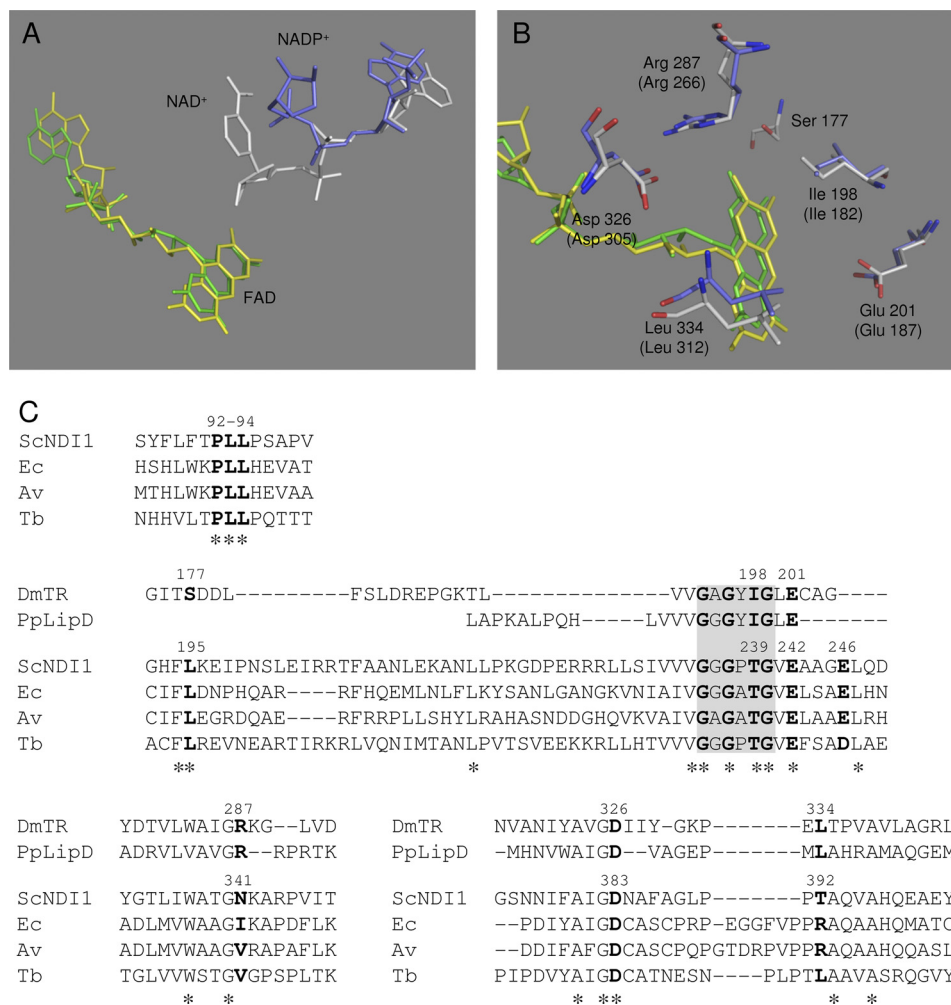 A
NADP+
NAD+
FAD
B
Arg 287
(Arg 266)
Ser 177
Ile 198
(Ile 182)
Asp 326
(Asp 305)
Glu 201
(Glu 187)
Leu 334
(Leu 312)
C
92–94
ScNDI1 SYFLFTPLLPSAPV
Ec HSHLWKPLLHEVAT
Av MTHLWKPLLHEVAA
Tb NHHVLTPLLPQTTT
***
177 198 201
DmTR GITSDDL---------FSLDREPGKTL--------------VVGAGYIGLECAG----
PpLipD LAPKALPQH-----LVVVGGGYIGLE-------
195 239 242 246
ScNDI1 GHFLKEIPNSLEIRRTFAANLEKANLLPKGDPERRRLLSIVVVGGGPTGVEAAGELQD
Ec CIFLDNPHQAR----RFHQEMLNLFLKYSANLGANGKVNIAIVGGGATGVELSAELHN
Av CIFLEGRDQAE----RFRRPLLSHYLRAHASNDDGHQVKVAIVGAGATGVELAAELRH
Tb ACFLREVNEARTIRKRLVQNIMTANLPVTSVEEKKRLLHTVVVGGGPTGVEFSADLAE
** * ** * ** * *
287
DmTR YDTVLWAIGRKG--LVD
PpLipD ADRVLVAVGR--RPRTK
341
ScNDI1 YGTLIWATGNKARPVIT
Ec ADLMVWAAGIKAPDFLK
Av ADLMVWAAGVRAPAFLK
Tb TGLVVWSTGVGPSPLTK
* *
326 334
DmTR NVANIYAVGDIIY-GKP-------ELTPVAVLAGRL
PpLipD -MHNVWAIGD--VAGEP-------MLAHRAMAQGEM
383 392
ScNDI1 GSNNIFAIGDNAFAGLP-------PTAQVAHQEAEY
Ec --PDIYAIGDCASCPRP-EGGFVPPRAQAAHQMATC
Av --DDIFAFGDCASCPQPGTDRPVPPRAQAAHQQASL
Tb PIPDVYAIGDCATNESN----PLPTLAAVASRQGVY
* ** * *